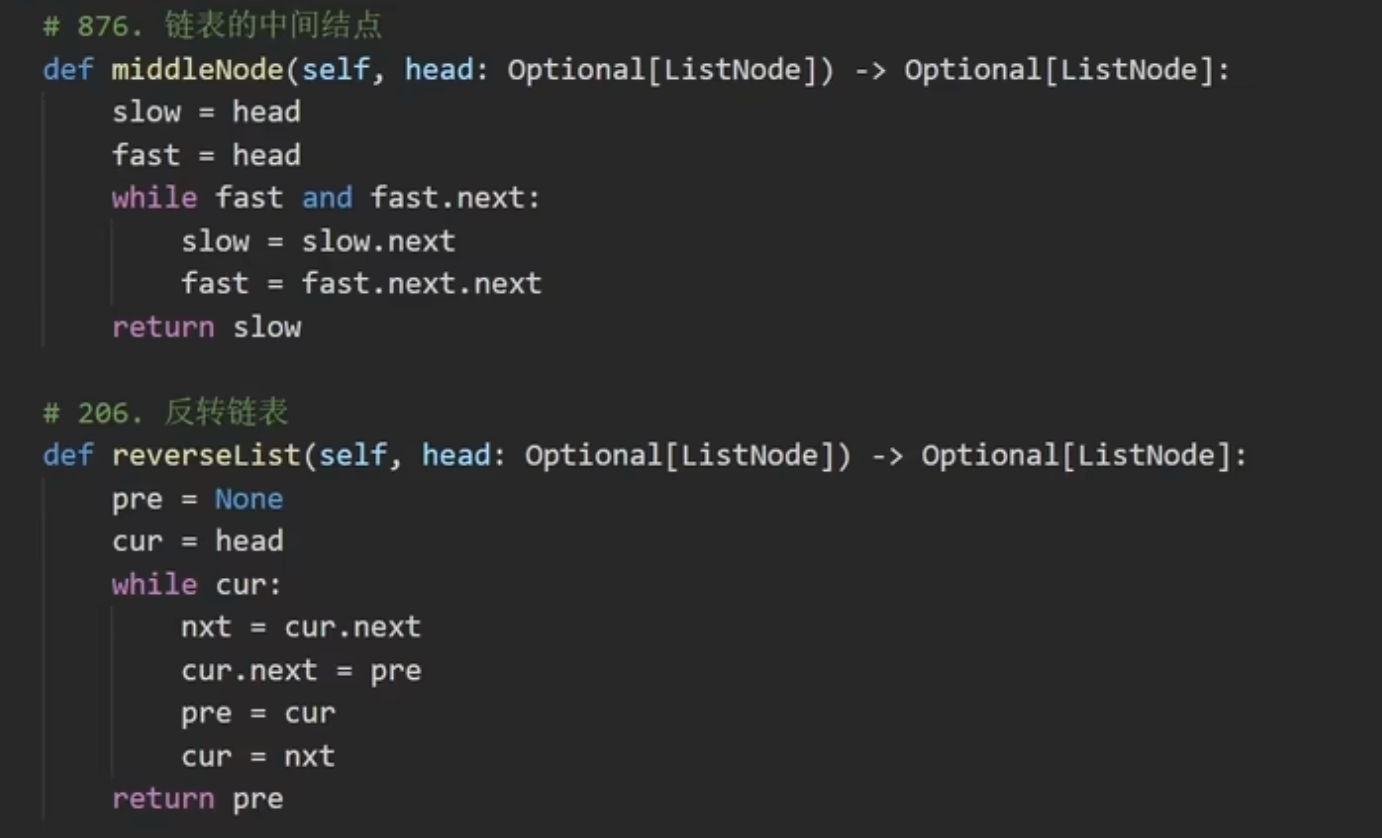 # 876. 链表的中间结点
def middleNode(self, head: Optional[ListNode]) -> Optional[ListNode]:
    slow = head
    fast = head
    while fast and fast.next:
        slow = slow.next
        fast = fast.next.next
    return slow

# 206. 反转链表
def reverseList(self, head: Optional[ListNode]) -> Optional[ListNode]:
    pre = None
    cur = head
    while cur:
        nxt = cur.next
        cur.next = pre
        pre = cur
        cur = nxt
    return pre